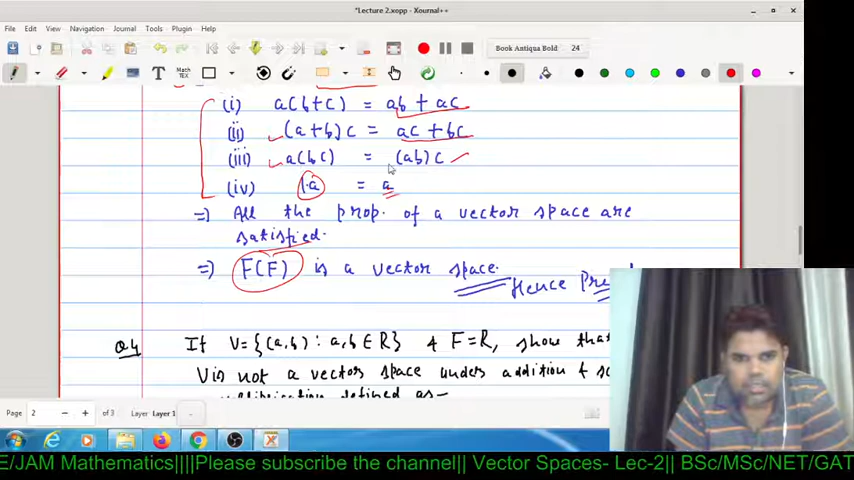 *Lecture 2.xopp - Xournal++
File Edit View Navigation Journal Tools Plugin Help
Book Antiqua Bold 24
(i) a(b+c) = ab + ac
(ii) (a+b)c = ac + bc
(iii) a(bc) = (ab)c
(iv) 1·a = a
=) All the prop. of a vector space are
satisfied.
=) F(F) is a vector space.
Hence
Q4 If V={(a,b) : a,b ∈ R} & F=R, show that
V is not a vector space under addition &
defined as-
Page 2 of 3 Layer Layer 1
E/JAM Mathematics||||Please subscribe the channel|| Vector Spaces- Lec-2|| BSc/MSc/NET/GAT